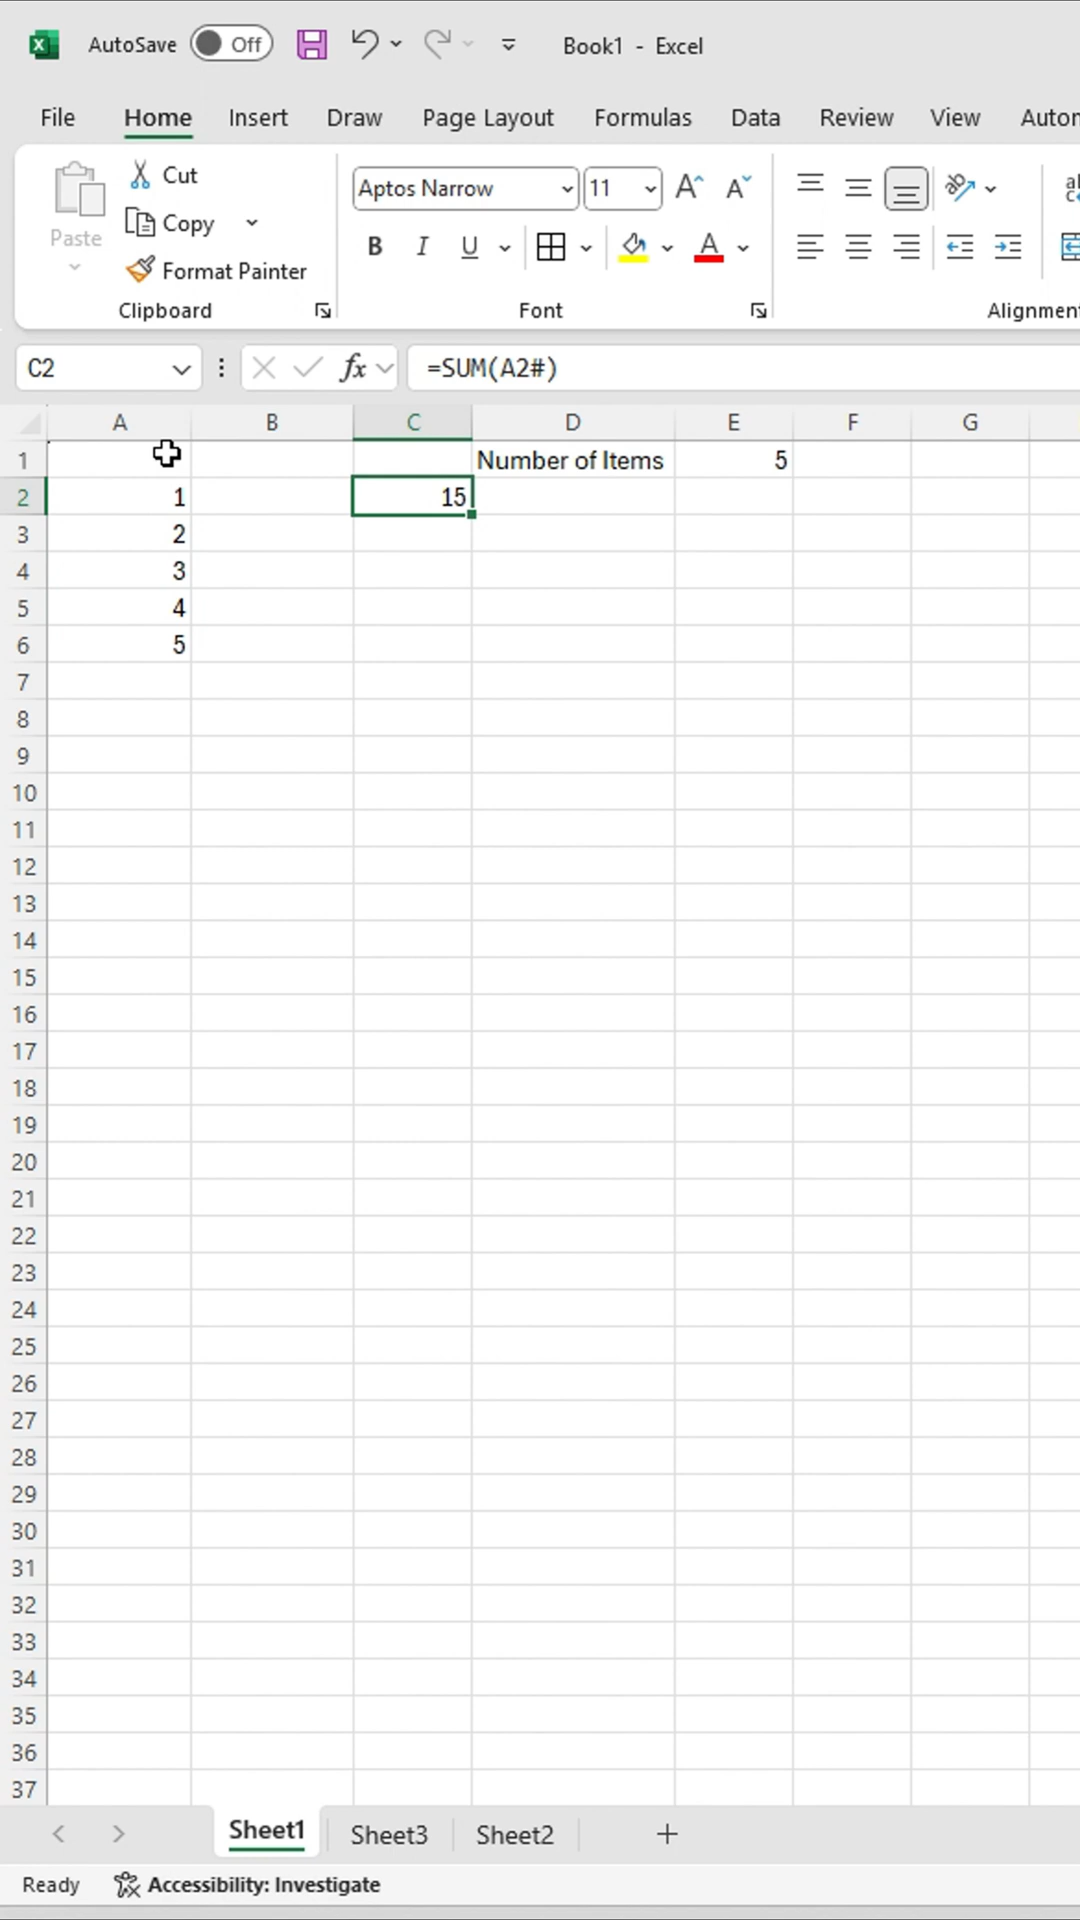 AutoSave Off Book1 - Excel
File Home Insert Draw Page Layout Formulas Data Review View
Paste Cut
Copy
Format Painter
Aptos Narrow 11
B I U A
Clipboard Font
C2 fx =SUM(A2#)
A B C D E F G
1 Number of Items 5
2 1 15
3 2
4 3
5 4
6 5
7
8
9
10
11
12
13
14
15
16
17
18
19
20
21
22
23
24
25
26
27
28
29
30
31
32
33
34
35
36
37
Sheet1 Sheet3 Sheet2
Ready Accessibility: Investigate